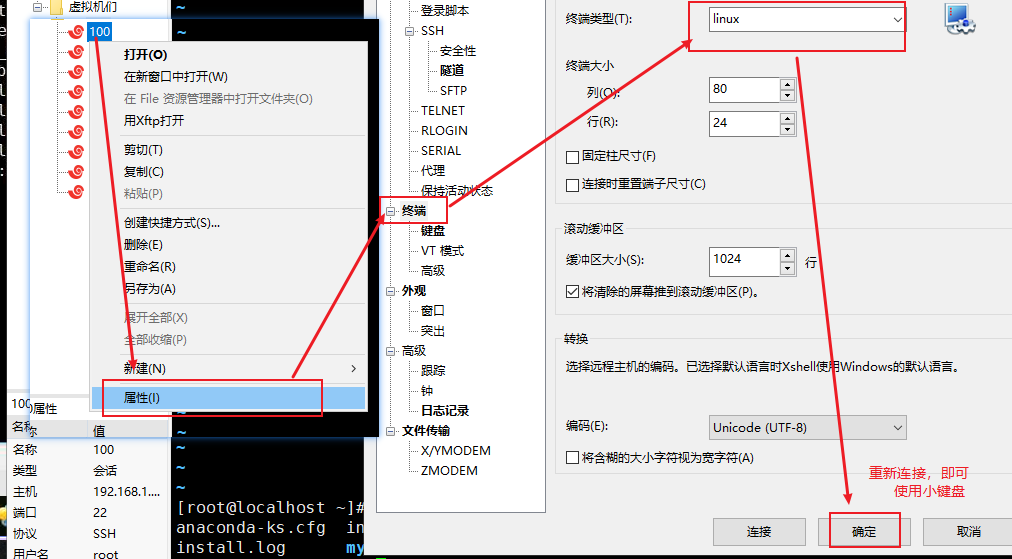 虚拟机们
100
打开(O)
在新窗口中打开(W)
在 File 资源管理器中打开文件夹(O)
用Xftp打开
剪切(T)
复制(C)
粘贴(P)
创建快捷方式(S)...
删除(E)
重命名(R)
另存为(A)
展开全部(X)
全部收缩(P)
新建(N)
属性(I)
100属性
名称 值
名称 100
类型 会话
主机 192.168.1....
端口 22
协议 SSH
用户名 root
~
~
~
~
~
~
[root@localhost ~]#
anaconda-ks.cfg in
install.log my
登录脚本
SSH
安全性
隧道
SFTP
TELNET
RLOGIN
SERIAL
代理
保持活动状态
终端
键盘
VT 模式
高级
外观
窗口
突出
高级
跟踪
钟
日志记录
文件传输
X/YMODEM
ZMODEM
终端类型(T): linux
终端大小
列(O): 80
行(R): 24
固定柱尺寸(F)
连接时重置端子尺寸(C)
滚动缓冲区
缓冲区大小(S): 1024 行
将清除的屏幕推到滚动缓冲区(P)。
转换
选择远程主机的编码。已选择默认语言时Xshell使用Windows的默认语言。
编码(E): Unicode (UTF-8)
将含糊的大小字符视为宽字符(A)
重新连接，即可
使用小键盘
连接 确定 取消